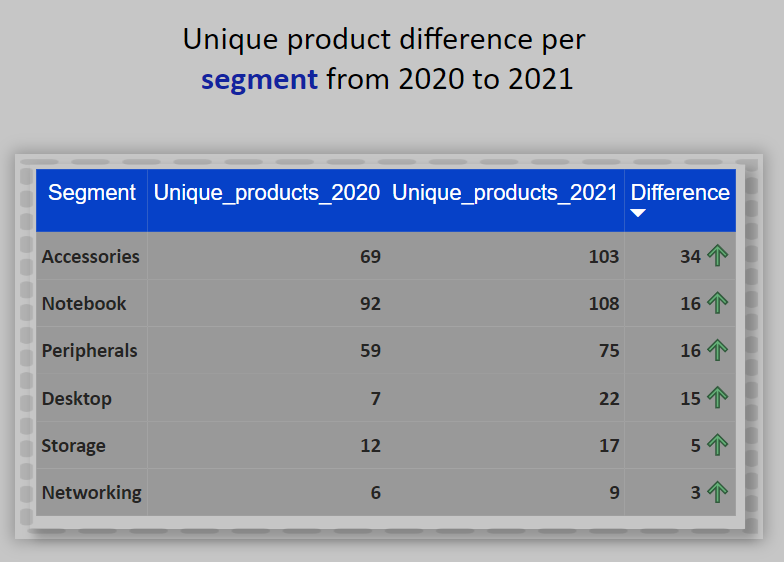 Unique product difference per
segment from 2020 to 2021
Segment Unique_products_2020 Unique_products_2021 Difference
Accessories 69 103 34
Notebook 92 108 16
Peripherals 59 75 16
Desktop 7 22 15
Storage 12 17 5
Networking 6 9 3